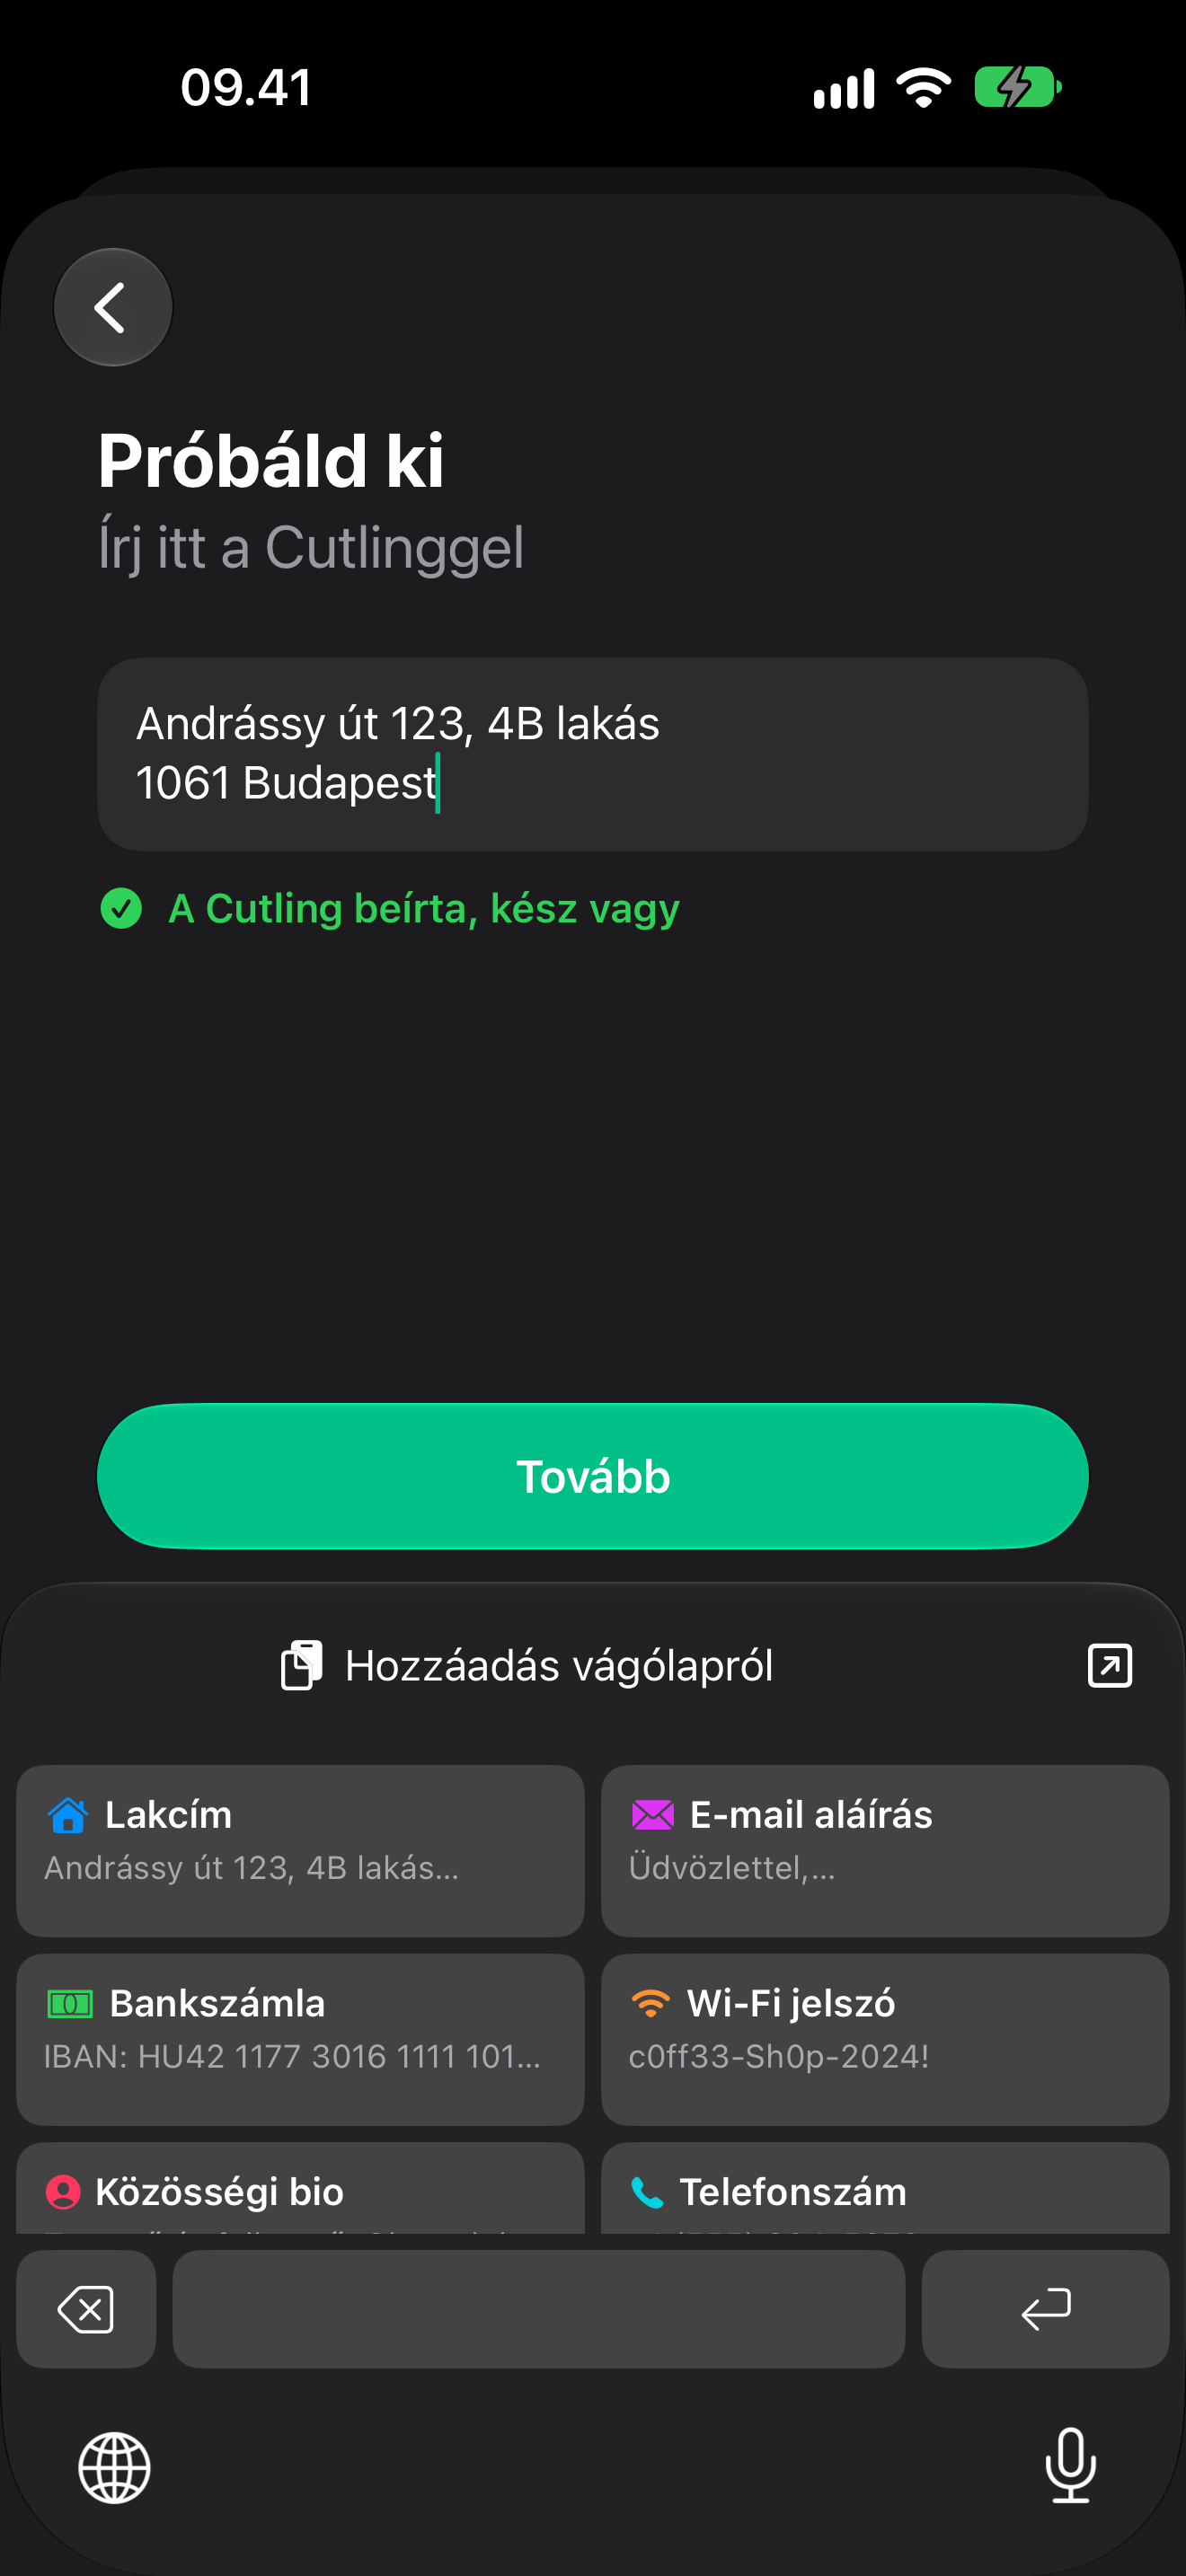 09.41
Próbáld ki
Írj itt a Cutlinggel
Andrássy út 123, 4B lakás
1061 Budapest
A Cutling beírta, kész vagy
Tovább
Hozzáadás vágólapról
Lakcím
Andrássy út 123, 4B lakás...
E-mail aláírás
Üdvözlettel,...
Bankszámla
IBAN: HU42 1177 3016 1111 101...
Wi-Fi jelszó
c0ff33-Sh0p-2024!
Közösségi bio
Telefonszám